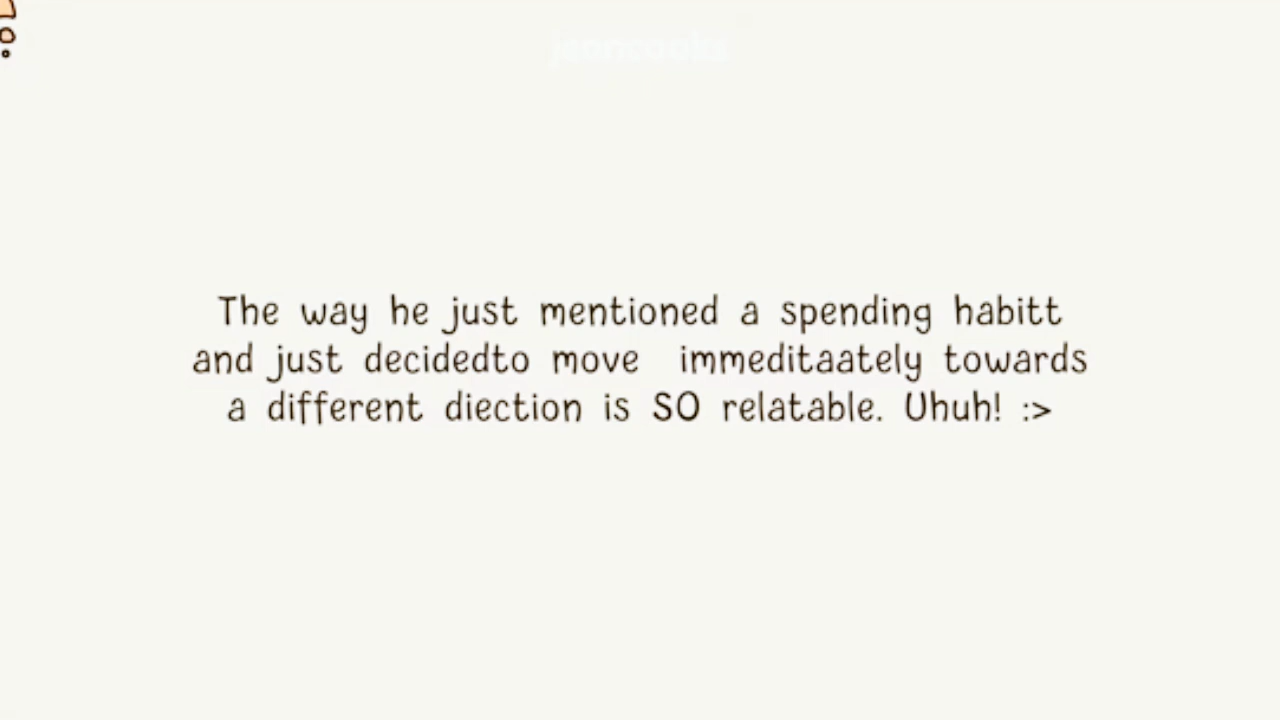 The way he just mentioned a spending habitt
and just decidedto move  immeditaately towards
a different diection is SO relatable. Uhuh! :>